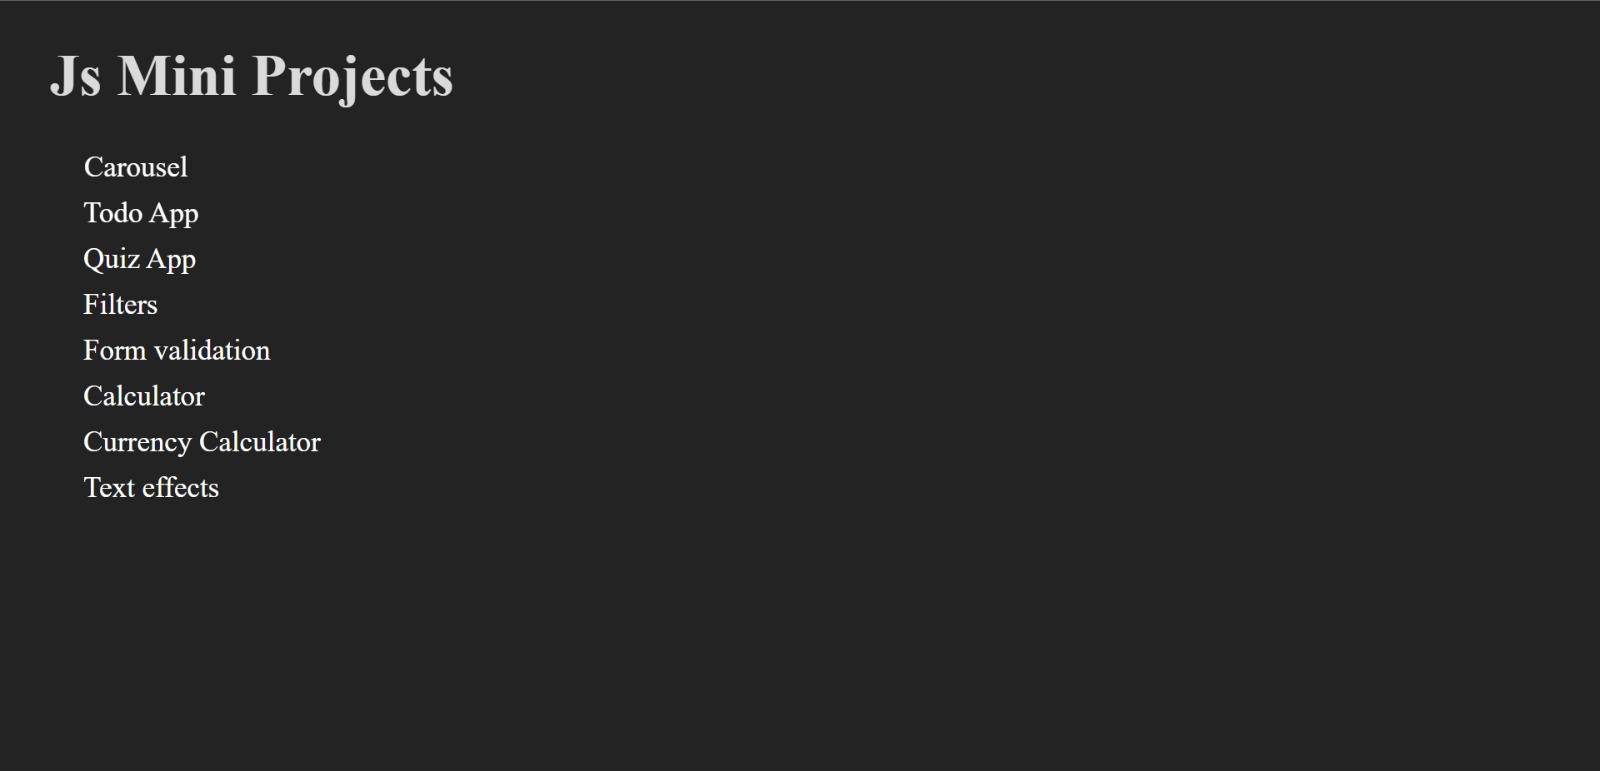 Js Mini Projects
Carousel
Todo App
Quiz App
Filters
Form validation
Calculator
Currency Calculator
Text effects